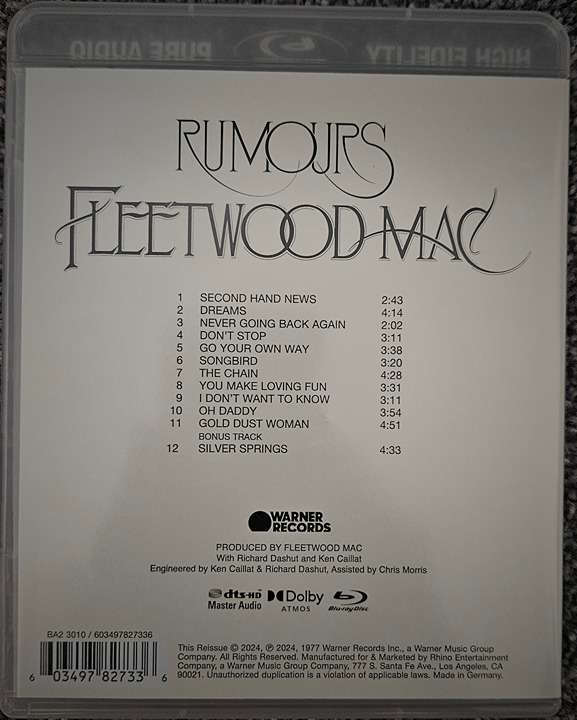 HIGH FIDELITY PURE AUDIO
RUMOURS
FLEETWOOD MAC
1 SECOND HAND NEWS 2:43
2 DREAMS 4:14
3 NEVER GOING BACK AGAIN 2:02
4 DON'T STOP 3:11
5 GO YOUR OWN WAY 3:38
6 SONGBIRD 3:20
7 THE CHAIN 4:28
8 YOU MAKE LOVING FUN 3:31
9 I DON'T WANT TO KNOW 3:11
10 OH DADDY 3:54
11 GOLD DUST WOMAN 4:51
BONUS TRACK
12 SILVER SPRINGS 4:33
WARNER
RECORDS
PRODUCED BY FLEETWOOD MAC
With Richard Dashut and Ken Caillat
Engineered by Ken Caillat & Richard Dashut, Assisted by Chris Morris
dts-HD
Master Audio
Dolby
ATMOS
Blu-ray Disc
BA2 3010 / 603497827336
6 03497 82733 6
This Reissue © 2024, ℗ 2024, 1977 Warner Records Inc., a Warner Music Group
Company. All Rights Reserved. Manufactured for & Marketed by Rhino Entertainment
Company, a Warner Music Group Company, 777 S. Santa Fe Ave., Los Angeles, CA
90021. Unauthorized duplication is a violation of applicable laws. Made in Germany.